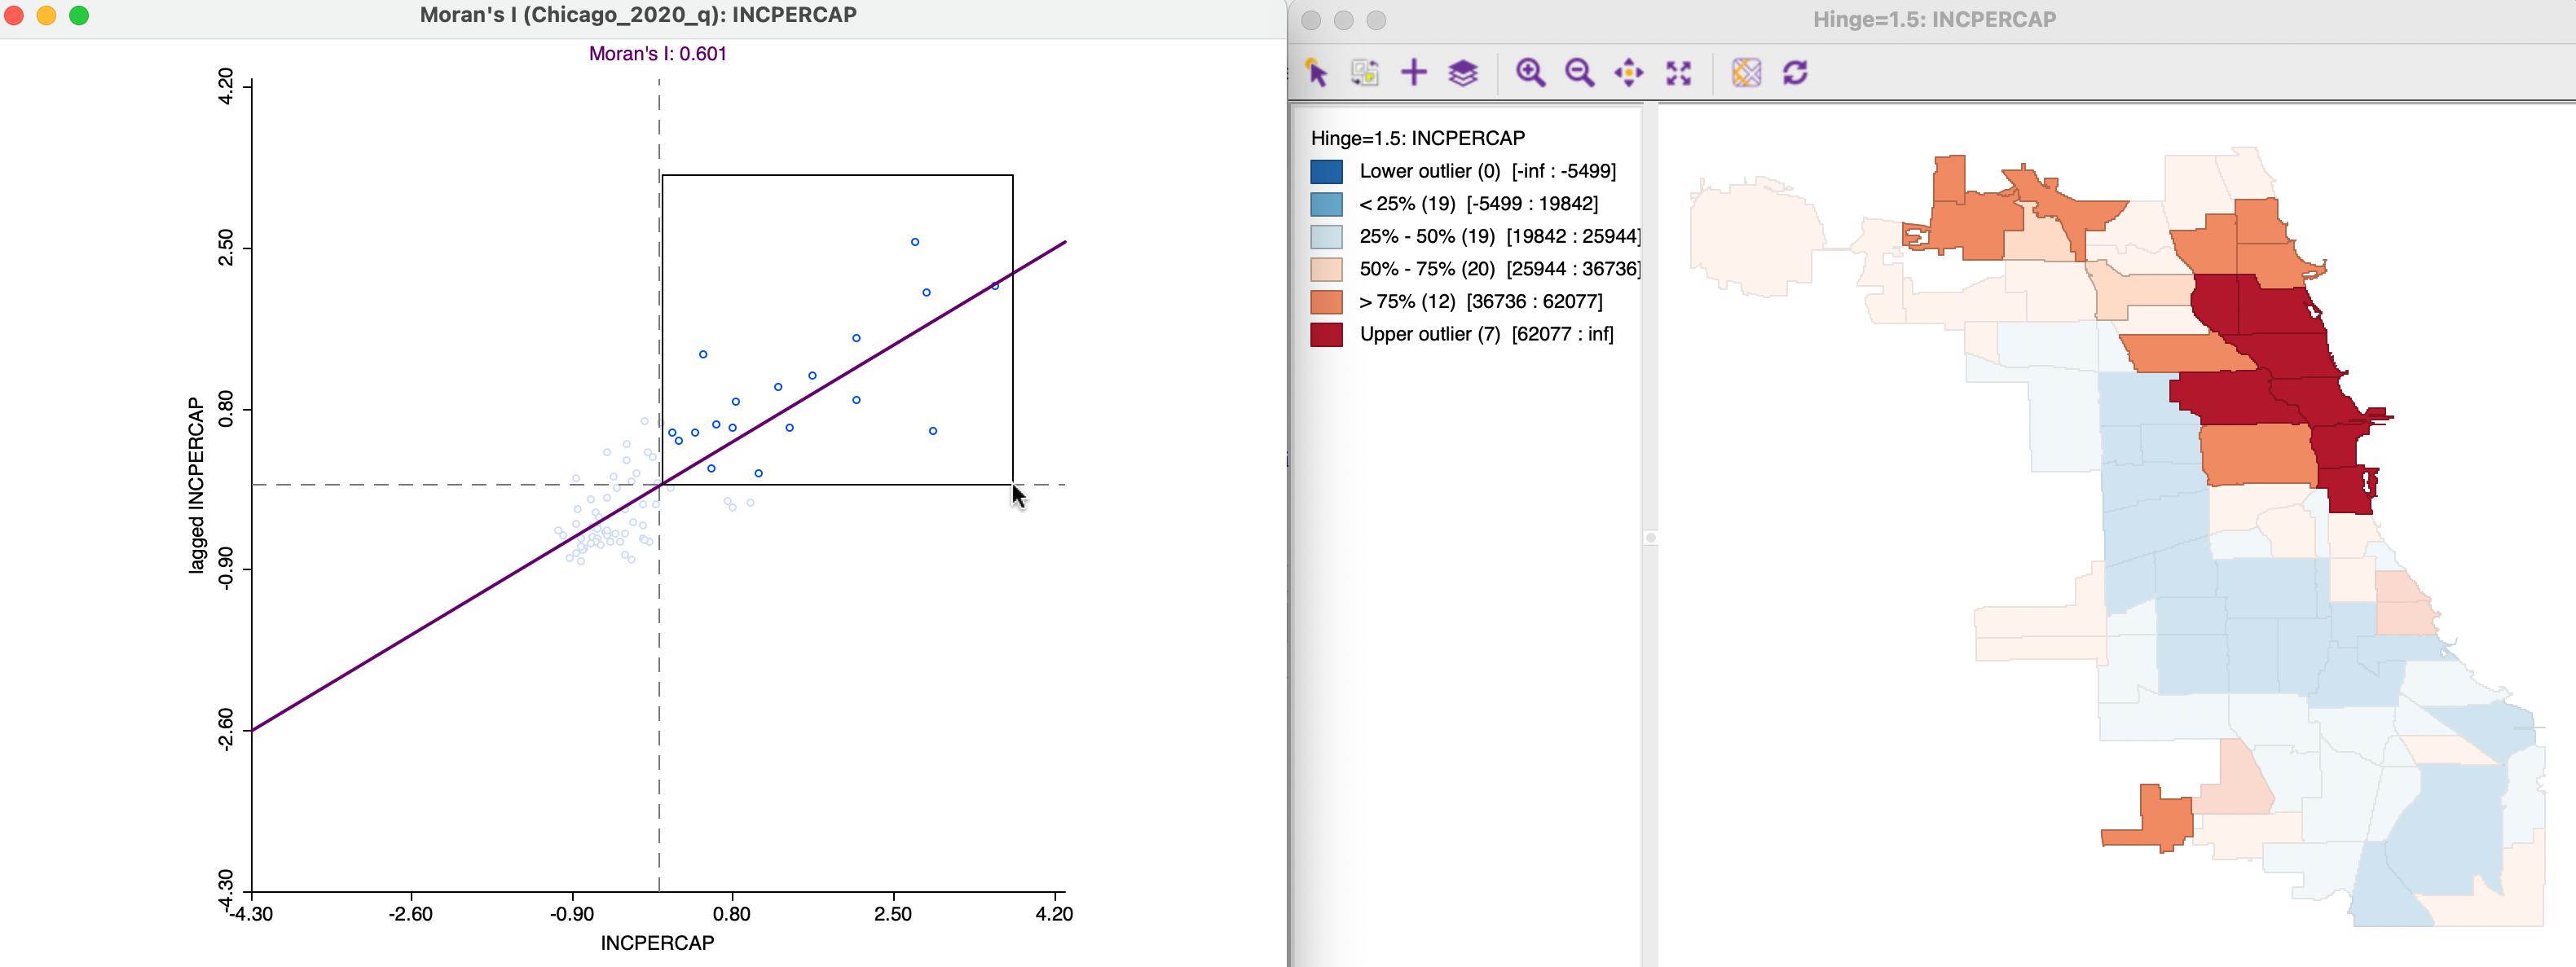 Moran's I (Chicago_2020_q): INCPERCAP
Moran's I: 0.601
4.20
2.50
0.80
-0.90
-2.60
-4.30
lagged INCPERCAP
-4.30 -2.60 -0.90 0.80 2.50 4.20
INCPERCAP
Hinge=1.5: INCPERCAP
Hinge=1.5: INCPERCAP
Lower outlier (0) [-inf : -5499]
< 25% (19) [-5499 : 19842]
25% - 50% (19) [19842 : 25944]
50% - 75% (20) [25944 : 36736]
> 75% (12) [36736 : 62077]
Upper outlier (7) [62077 : inf]